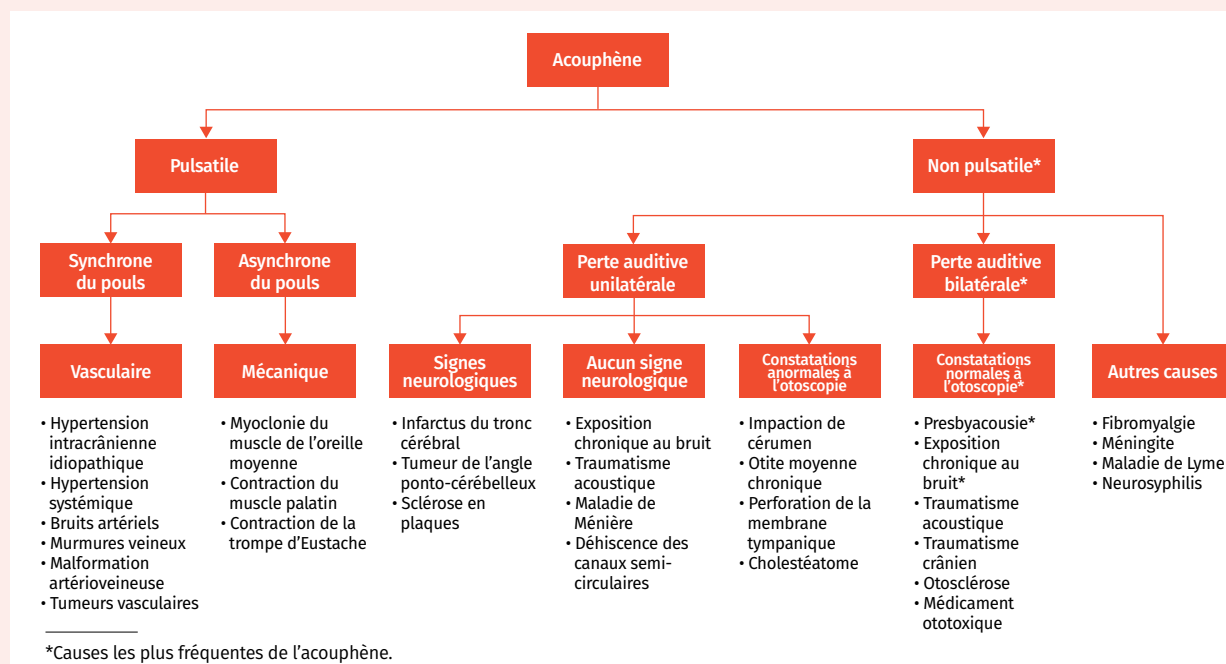 Acouphène
Pulsatile
Non pulsatile*
Synchrone
du pouls
Asynchrone
du pouls
Perte auditive
unilatérale
Perte auditive
bilatérale*
Vasculaire
Mécanique
Signes
neurologiques
Aucun signe
neurologique
Constatations
anormales à
l'otoscopie
Constatations
normales à
l'otoscopie*
Autres causes
• Hypertension
intracrânienne
idiopathique
• Hypertension
systémique
• Bruits artériels
• Murmures veineux
• Malformation
artérioveineuse
• Tumeurs vasculaires
• Myoclonie du
muscle de l'oreille
moyenne
• Contraction du
muscle palatin
• Contraction de la
trompe d'Eustache
• Infarctus du tronc
cérébral
• Tumeur de l'angle
ponto-cérébelleux
• Sclérose en
plaques
• Exposition
chronique au bruit
• Traumatisme
acoustique
• Maladie de
Ménière
• Déhiscence des
canaux semi-
circulaires
• Impaction de
cérumen
• Otite moyenne
chronique
• Perforation de la
membrane
tympanique
• Cholestéatome
• Presbyacousie*
• Exposition
chronique au
bruit*
• Traumatisme
acoustique
• Traumatisme
crânien
• Otosclérose
• Médicament
ototoxique
• Fibromyalgie
• Méningite
• Maladie de Lyme
• Neurosyphilis
*Causes les plus fréquentes de l'acouphène.